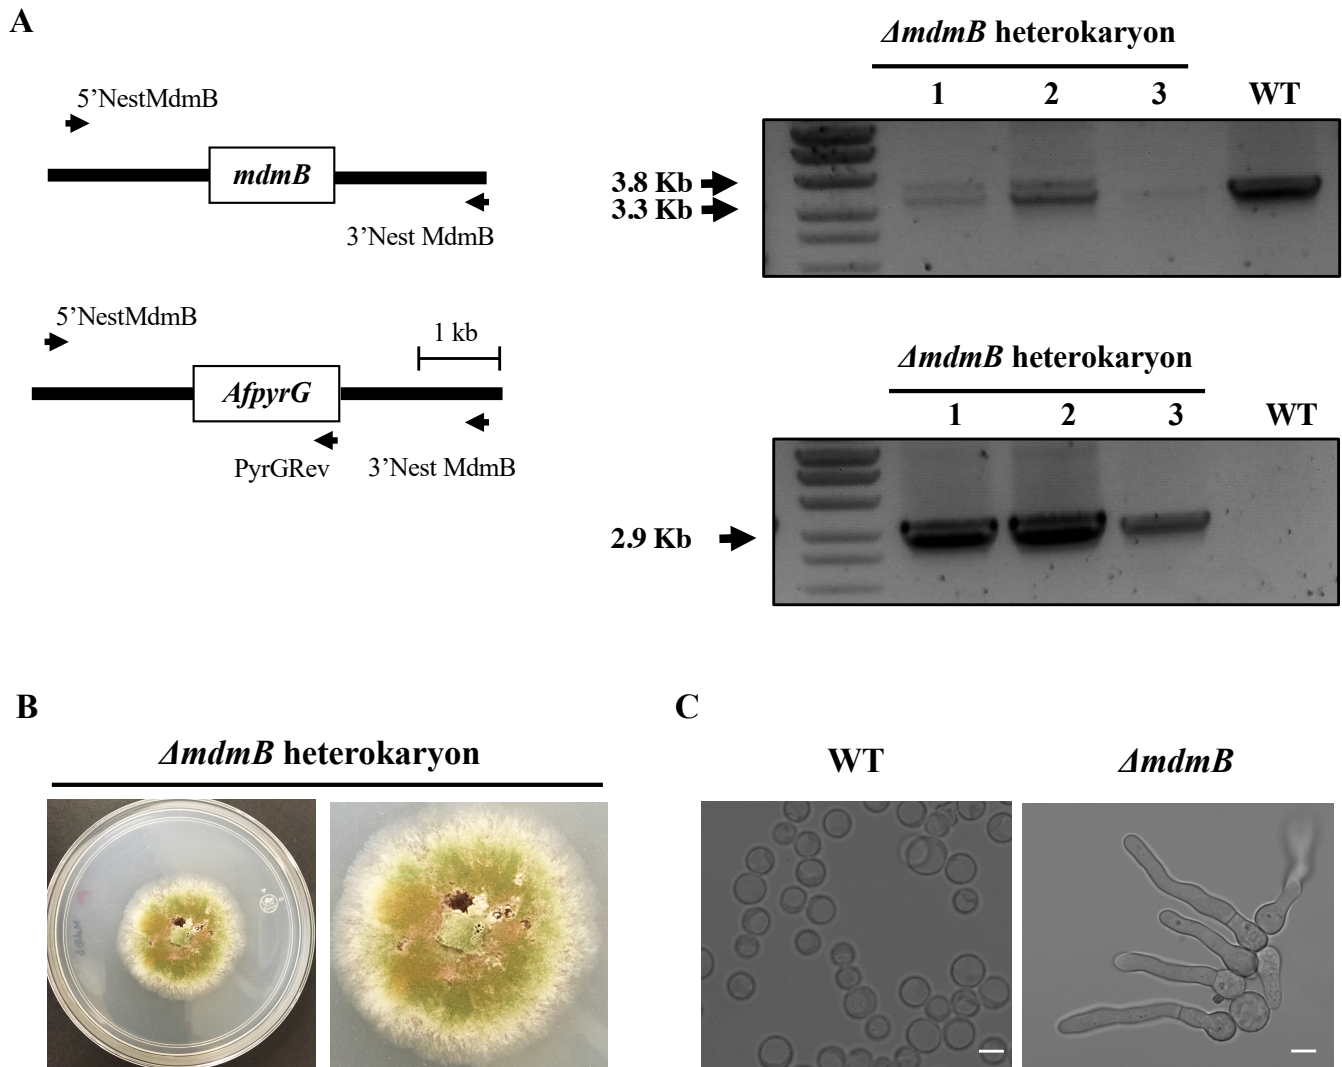 A
5'NestMdmB
mdmB
3'Nest MdmB
5'NestMdmB
1 kb
AfpyrG
PyrGRev
3'Nest MdmB
ΔmdmB heterokaryon
1 2 3 WT
3.8 Kb
3.3 Kb
ΔmdmB heterokaryon
1 2 3 WT
2.9 Kb
B
ΔmdmB heterokaryon
C
WT
ΔmdmB